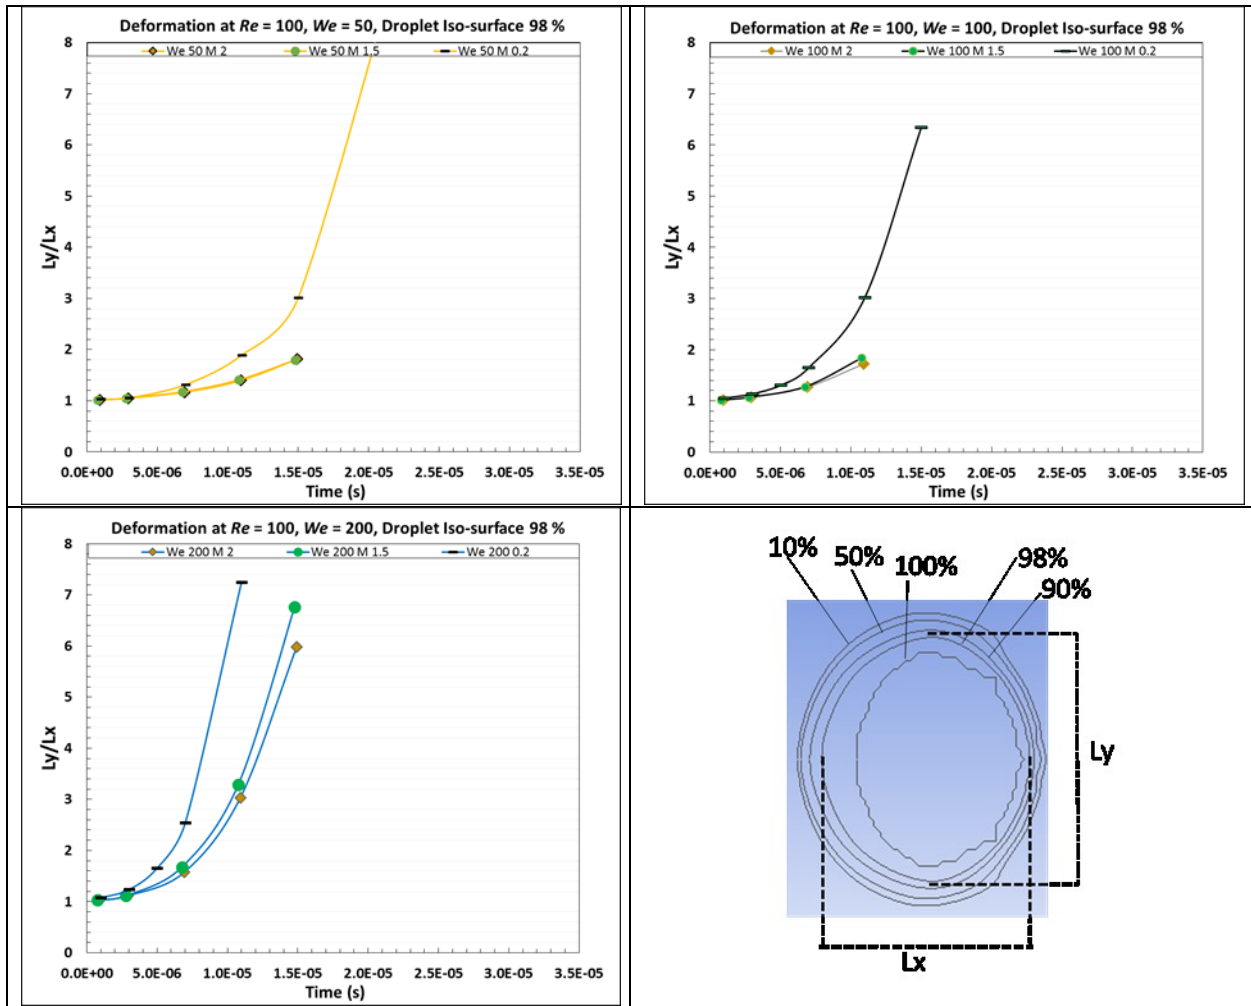 Deformation at Re = 100, We = 50, Droplet Iso-surface 98 %
We 50 M 2 We 50 M 1.5 We 50 M 0.2
8
7
6
5
4
3
2
1
0
Ly/Lx
0.0E+00 5.0E-06 1.0E-05 1.5E-05 2.0E-05 2.5E-05 3.0E-05 3.5E-05
Time (s)
Deformation at Re = 100, We = 100, Droplet Iso-surface 98 %
We 100 M 2 We 100 M 1.5 We 100 M 0.2
8
7
6
5
4
3
2
1
0
Ly/Lx
0.0E+00 5.0E-06 1.0E-05 1.5E-05 2.0E-05 2.5E-05 3.0E-05 3.5E-05
Time (s)
Deformation at Re = 100, We = 200, Droplet Iso-surface 98 %
We 200 M 2 We 200 M 1.5 We 200 0.2
8
7
6
5
4
3
2
1
0
Ly/Lx
0.0E+00 5.0E-06 1.0E-05 1.5E-05 2.0E-05 2.5E-05 3.0E-05 3.5E-05
Time (s)
10% 50% 100% 98%
90%
Ly
Lx